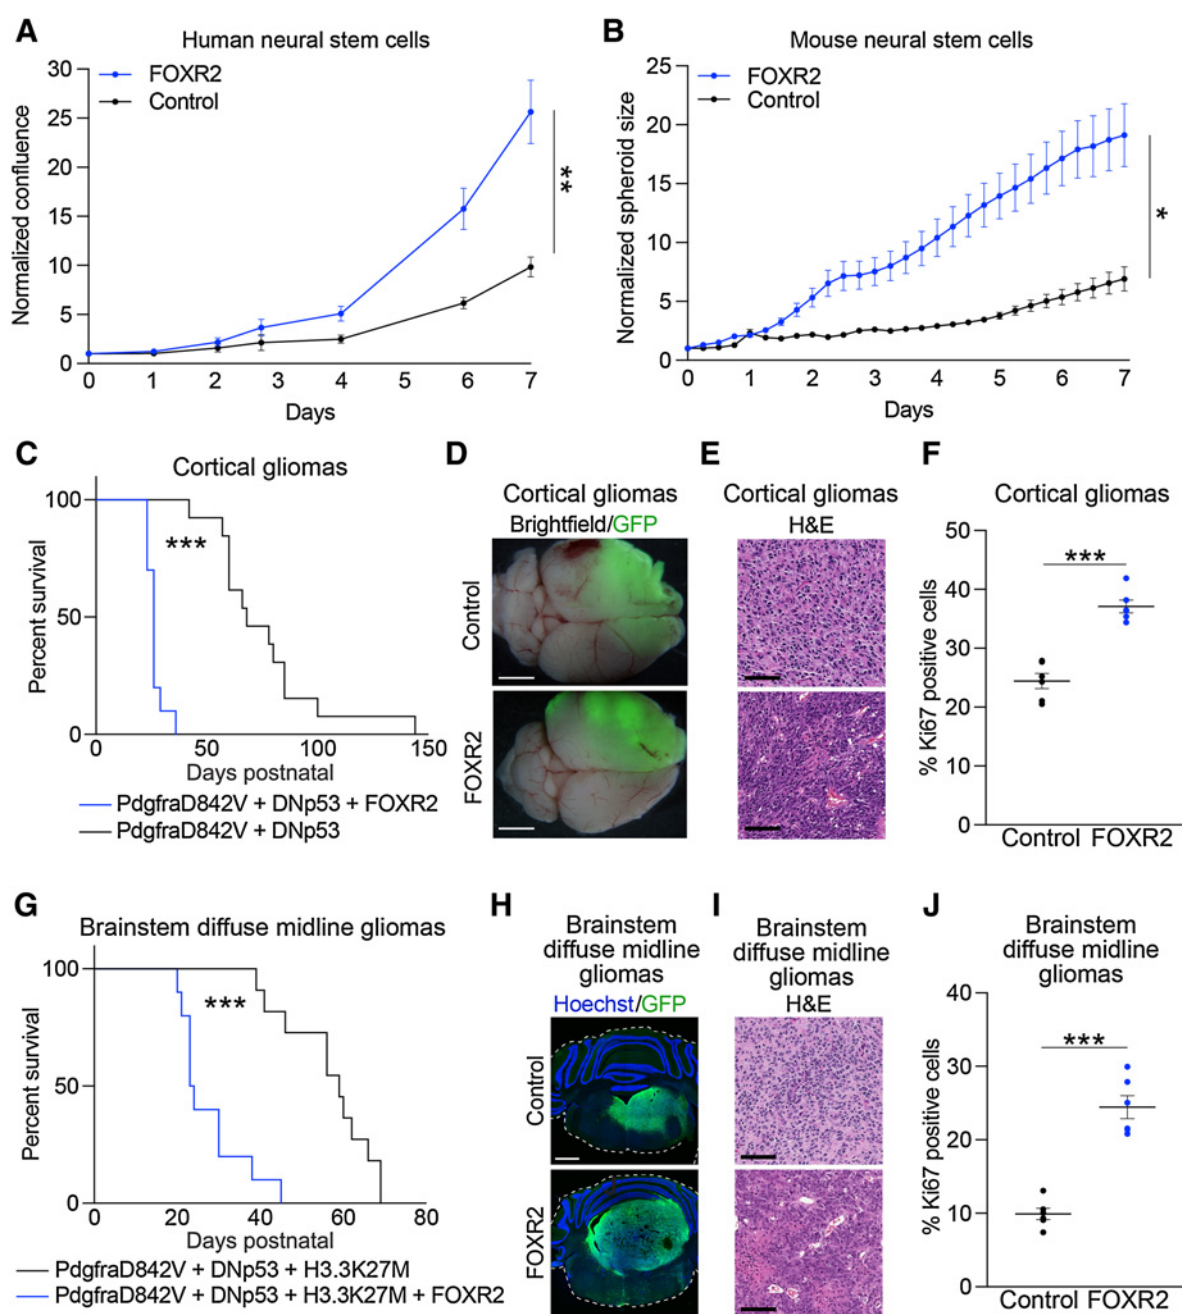 A
Human neural stem cells
FOXR2
Control
Normalized confluence
30
25
20
15
10
5
0
0 1 2 3 4 5 6 7
Days
**
B
Mouse neural stem cells
FOXR2
Control
Normalized spheroid size
25
20
15
10
5
0
0 1 2 3 4 5 6 7
Days
*
C
Cortical gliomas
Percent survival
100
50
0
***
0 50 100 150
Days postnatal
PdgfraD842V + DNp53 + FOXR2
PdgfraD842V + DNp53
D
Cortical gliomas
Brightfield/GFP
Control
FOXR2
E
Cortical gliomas
H&E
F
Cortical gliomas
% Ki67 positive cells
50
40
30
20
10
0
***
Control FOXR2
G
Brainstem diffuse midline gliomas
Percent survival
100
50
0
***
0 20 40 60 80
Days postnatal
PdgfraD842V + DNp53 + H3.3K27M
PdgfraD842V + DNp53 + H3.3K27M + FOXR2
H
Brainstem
diffuse midline
gliomas
Hoechst/GFP
Control
FOXR2
I
Brainstem
diffuse midline
gliomas
H&E
J
Brainstem
diffuse midline
gliomas
% Ki67 positive cells
40
30
20
10
0
***
Control FOXR2